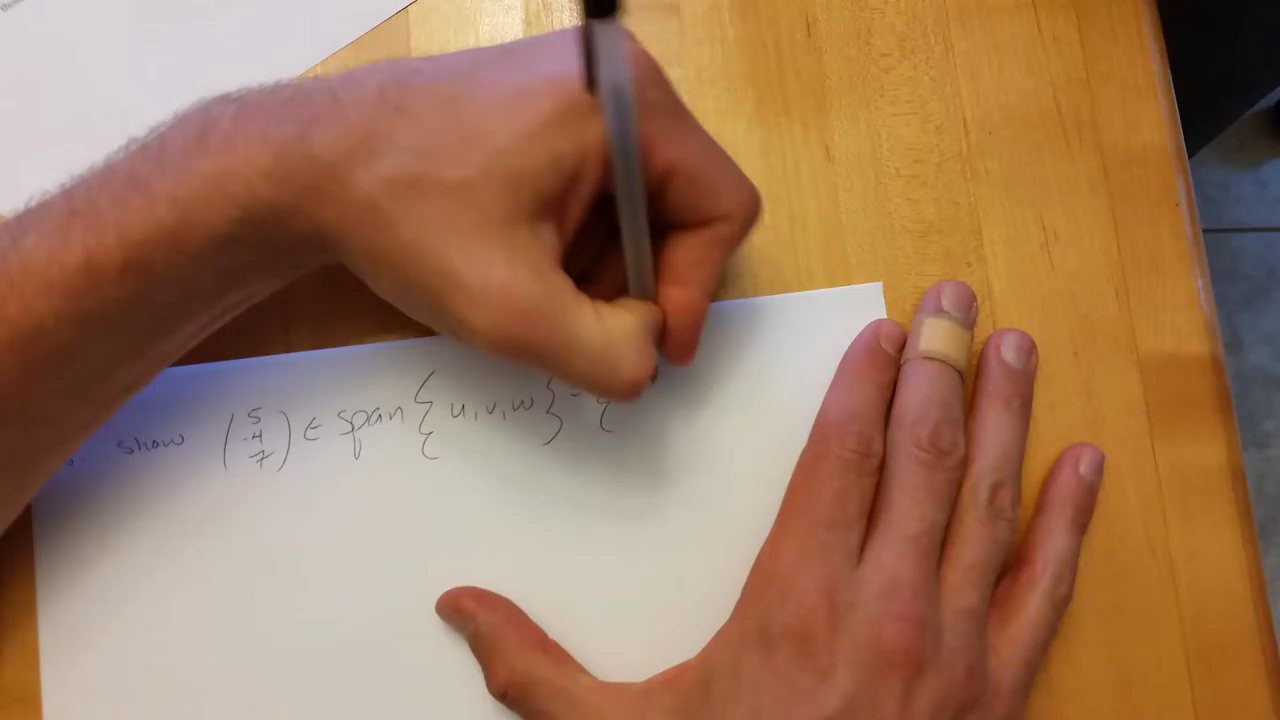 show (5 4 7) ∈ span { u, v, w } = {